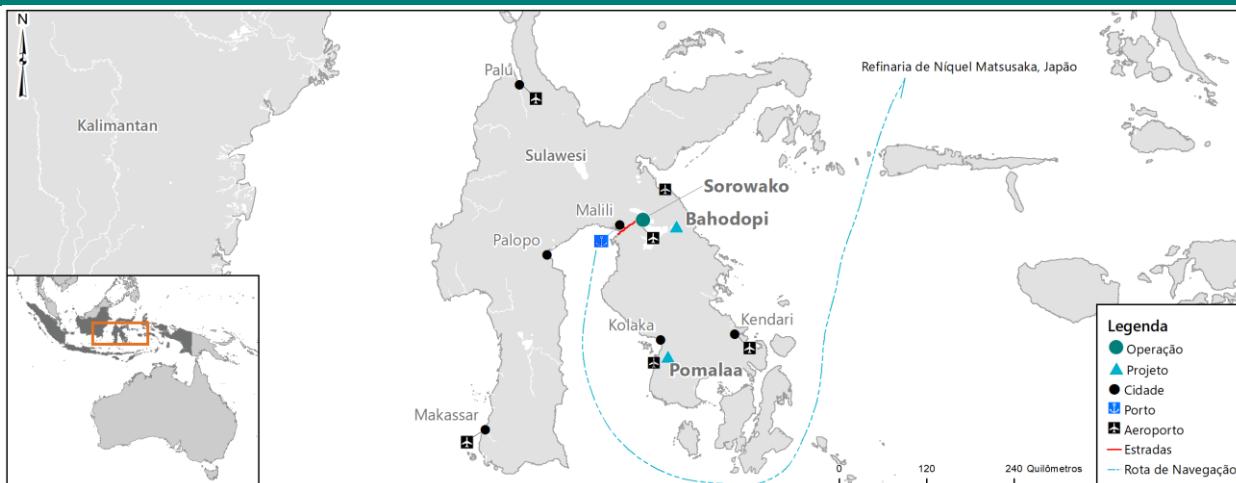 N
Refinaria de Níquel Matsusaka, Japão
Palu
Kalimantan
Sulawesi
Sorowako
Malili
Bahodopi
Palopo
Kolaka
Kendari
Pomalaa
Makassar
Legenda
Operação
Projeto
Cidade
Porto
Aeroporto
Estradas
Rota de Navegação
0 120 240 Quilômetros